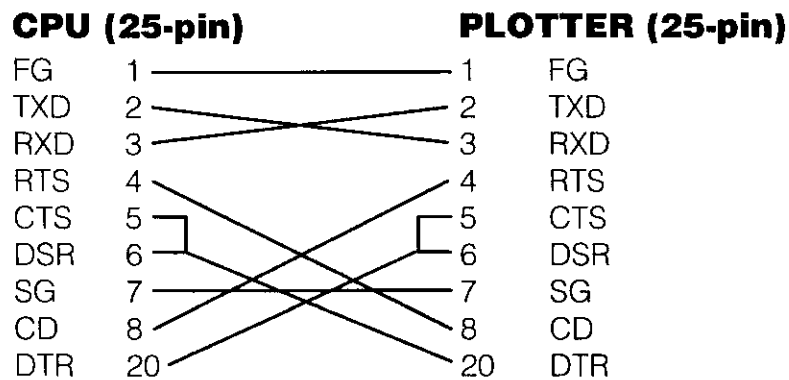 CPU (25-pin) PLOTTER (25-pin)
FG 1 1 FG
TXD 2 2 TXD
RXD 3 3 RXD
RTS 4 4 RTS
CTS 5 5 CTS
DSR 6 6 DSR
SG 7 7 SG
CD 8 8 CD
DTR 20 20 DTR